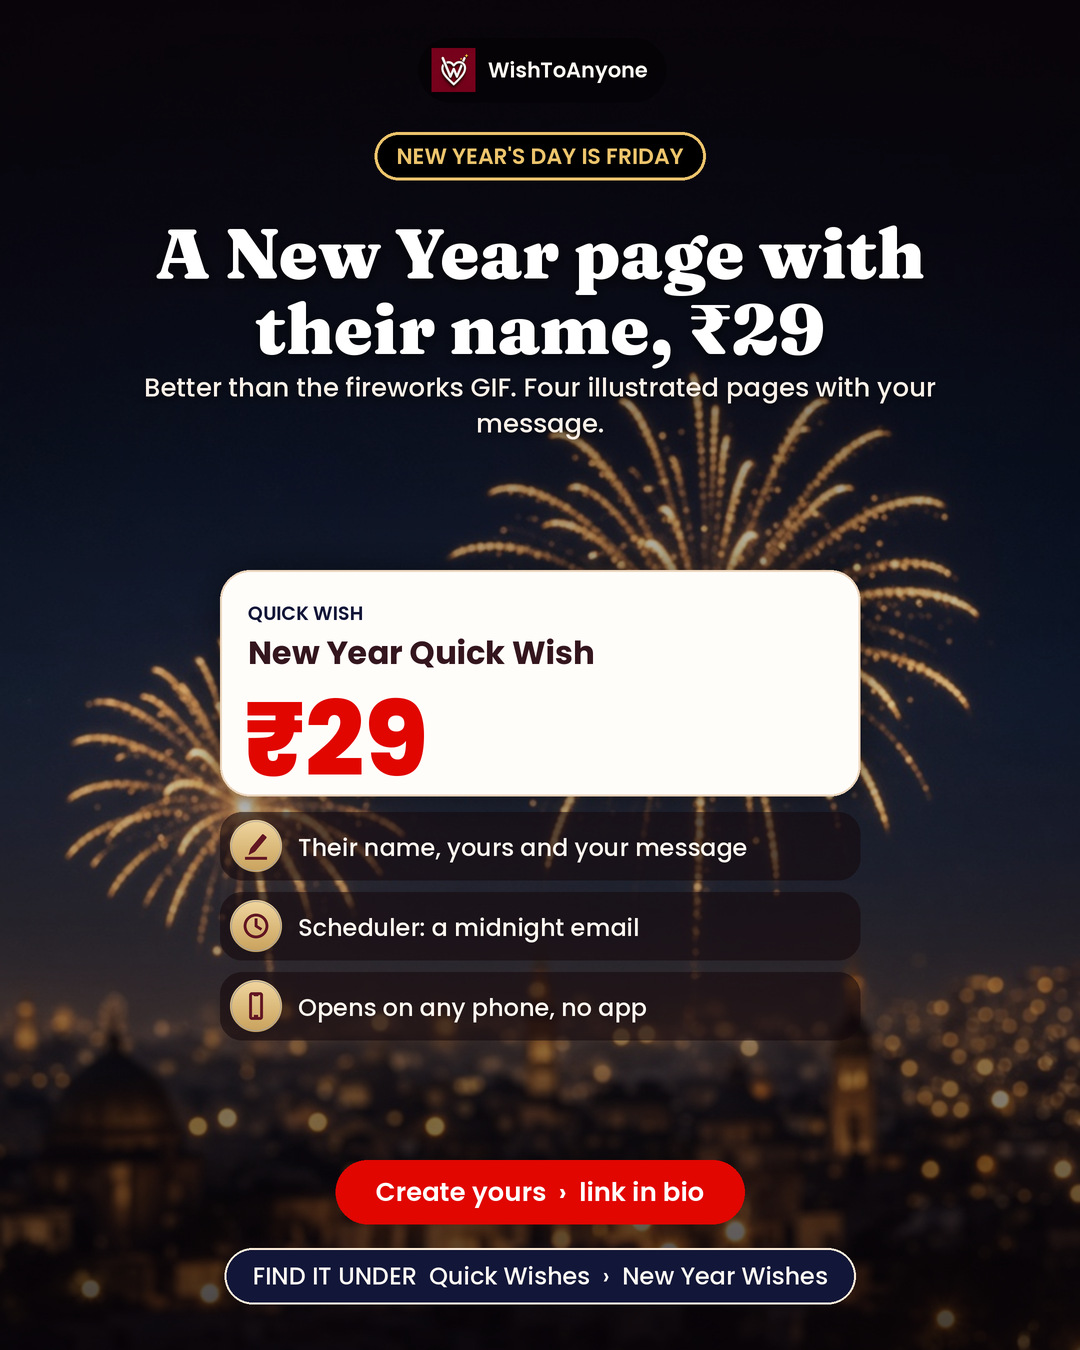 WishToAnyone
NEW YEAR'S DAY IS FRIDAY
A New Year page with
their name, ₹29
Better than the fireworks GIF. Four illustrated pages with your
message.
QUICK WISH
New Year Quick Wish
₹29
Their name, yours and your message
Scheduler: a midnight email
Opens on any phone, no app
Create yours › link in bio
FIND IT UNDER Quick Wishes › New Year Wishes